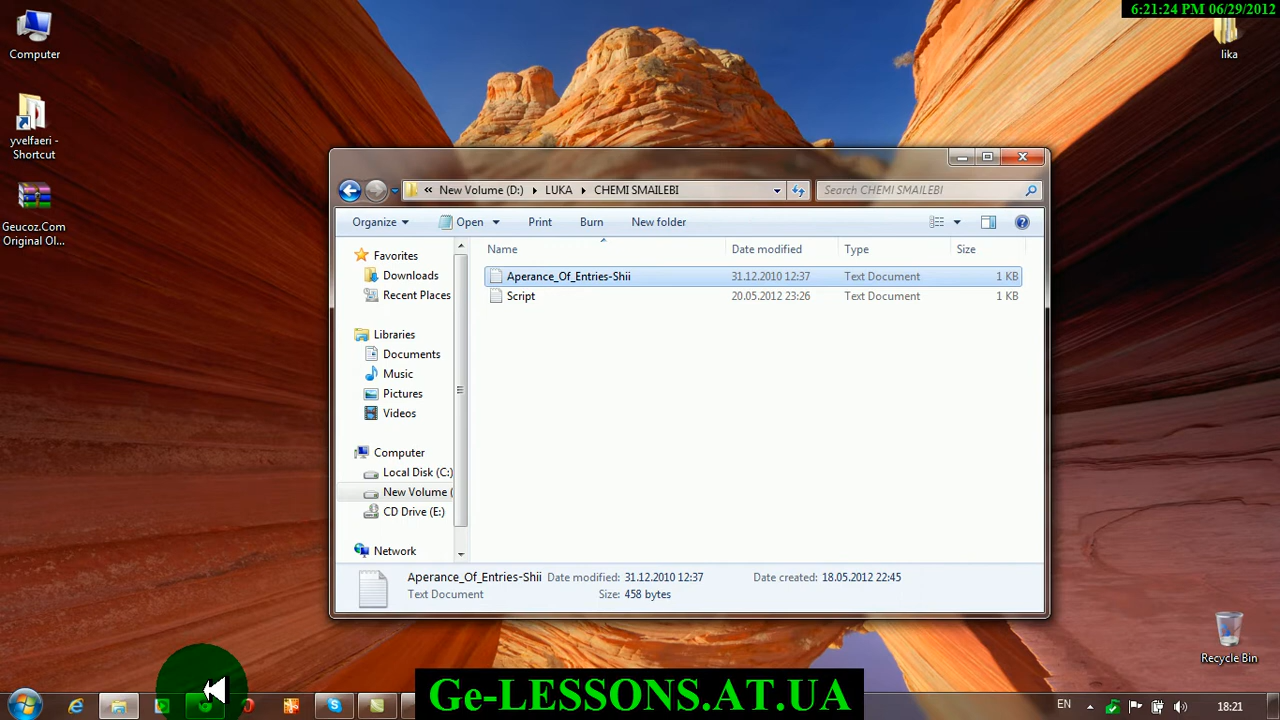 6:21:24 PM 06/29/2012
Computer
lika
yvelfaeri -
Shortcut
Geucoz.Com
Original Ol...
« New Volume (D:) LUKA CHEMI SMAILEBI
Search CHEMI SMAILEBI
Organize Open Print Burn New folder
Name Date modified Type Size
Favorites
Downloads
Recent Places
Libraries
Documents
Music
Pictures
Videos
Computer
Local Disk (C:)
New Volume (
CD Drive (E:)
Network
Aperance_Of_Entries-Shii 31.12.2010 12:37 Text Document 1 KB
Script 20.05.2012 23:26 Text Document 1 KB
Aperance_Of_Entries-Shii Date modified: 31.12.2010 12:37 Date created: 18.05.2012 22:45
Text Document Size: 458 bytes
Recycle Bin
Ge-LESSONS.AT.UA
EN 18:21